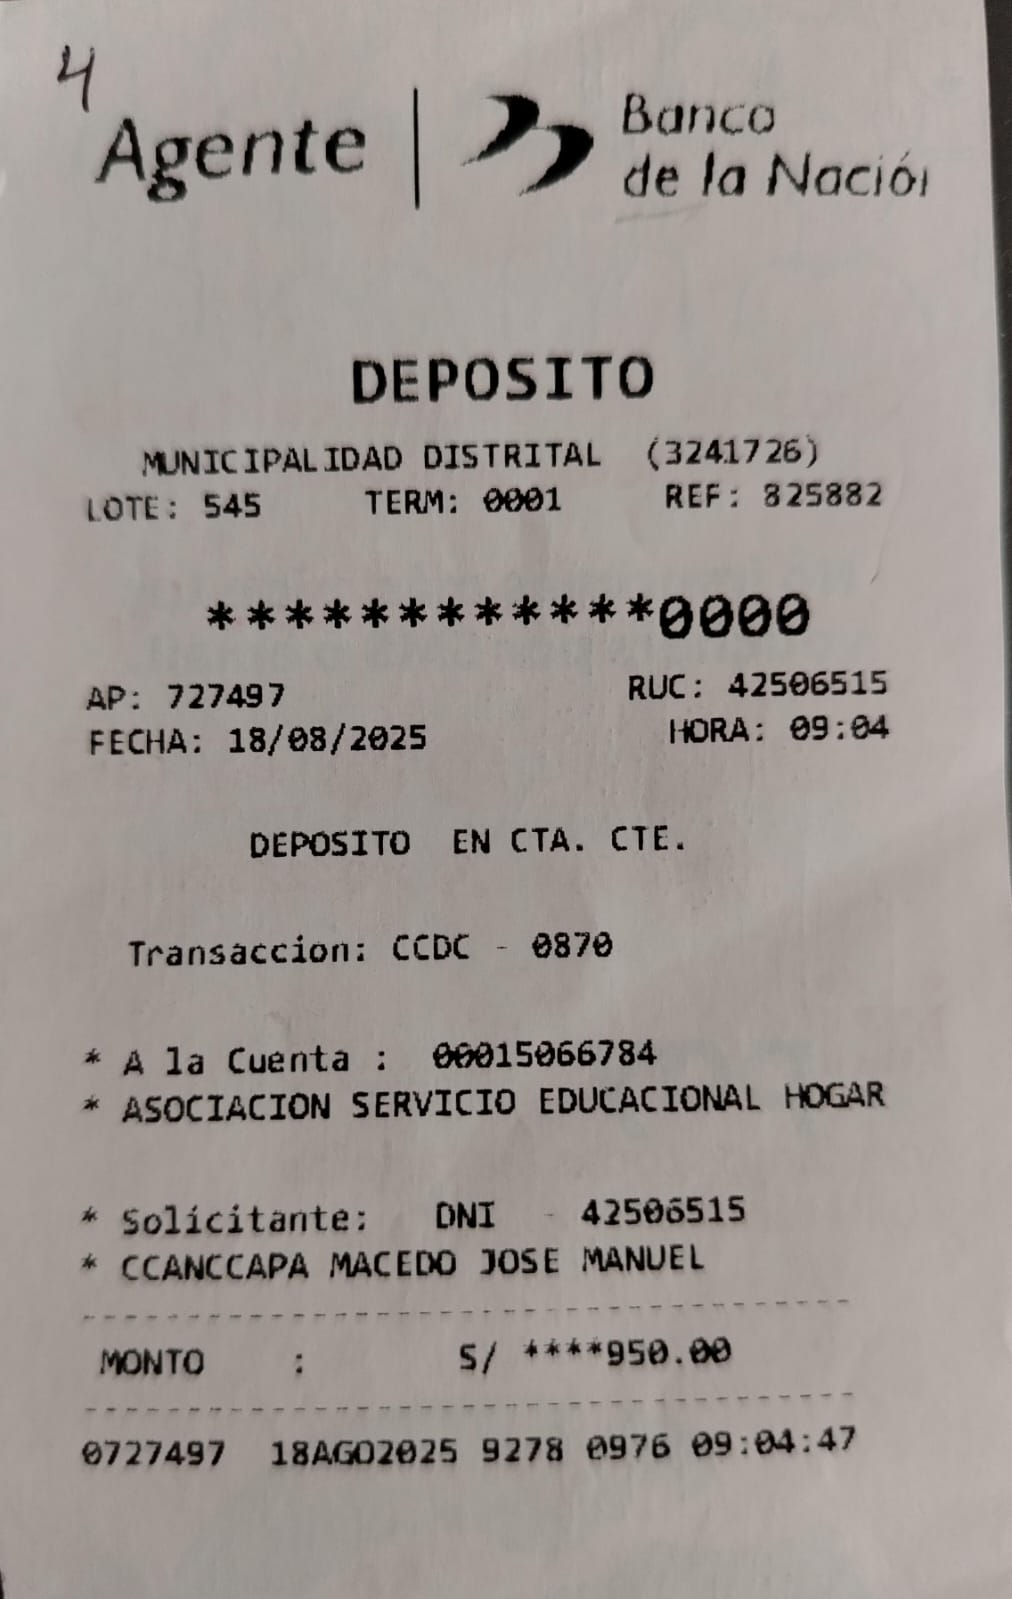 4
Agente | Banco
de la Nación
DEPOSITO
MUNICIPALIDAD DISTRITAL (3241726)
LOTE: 545 TERM: 0001 REF: 825882
************0000
AP: 727497 RUC: 42506515
FECHA: 18/08/2025 HORA: 09:04
DEPOSITO EN CTA. CTE.
Transaccion: CCDC - 0870
* A la Cuenta : 00015066784
* ASOCIACION SERVICIO EDUCACIONAL HOGAR
* Solicitante: DNI - 42506515
* CCANCCAPA MACEDO JOSE MANUEL
MONTO : S/ ****950.00
0727497 18AGO2025 9278 0976 09:04:47